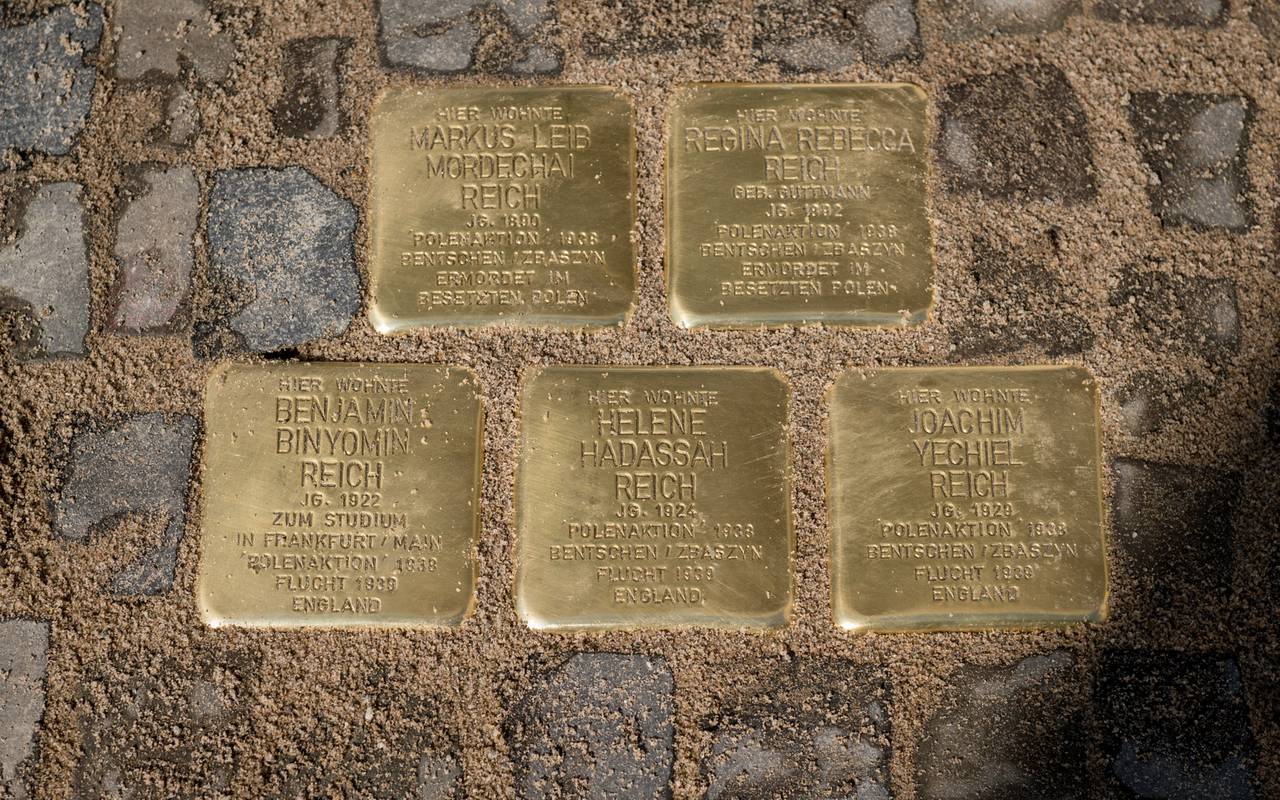 HIER WOHNTE
MARKUS LEIB
MORDECHAI
REICH
JG. 1890
'POLENAKTION' 1938
BENTSCHEN/ZBASZYN
ERMORDET IM
BESETZTEN POLEN
HIER WOHNTE
REGINA REBECCA
REICH
GEB. GUTTMANN
JG. 1892
'POLENAKTION' 1938
BENTSCHEN/ZBASZYN
ERMORDET IM
BESETZTEN POLEN
HIER WOHNTE
BENJAMIN
BINYOMIN
REICH
JG. 1922
ZUM STUDIUM
IN FRANKFURT/MAIN
'POLENAKTION' 1938
FLUCHT 1939
ENGLAND
HIER WOHNTE
HELENE
HADASSAH
REICH
JG. 1924
'POLENAKTION' 1938
BENTSCHEN/ZBASZYN
FLUCHT 1939
ENGLAND
HIER WOHNTE
JOACHIM
YECHIEL
REICH
JG. 1929
'POLENAKTION' 1938
BENTSCHEN/ZBASZYN
FLUCHT 1939
ENGLAND